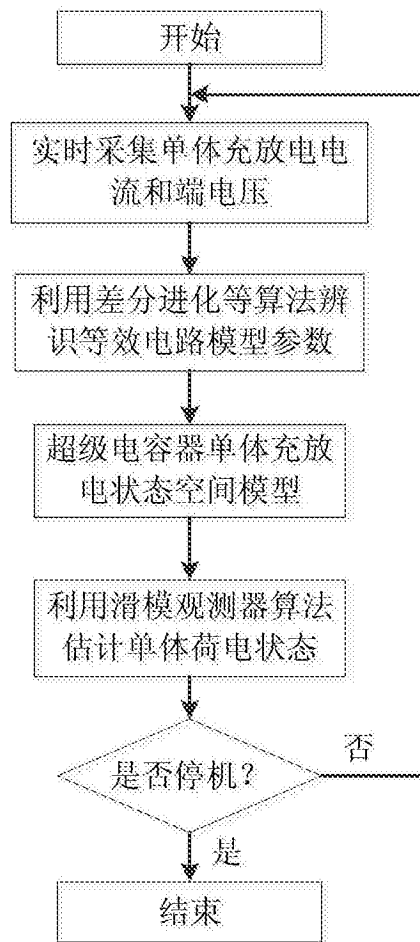 开始
实时采集单体充放电电
流和端电压
利用差分进化等算法辨
识等效电路模型参数
超级电容器单体充放
电状态空间模型
利用滑模观测器算法
估计单体荷电状态
是否停机?
否
是
结束